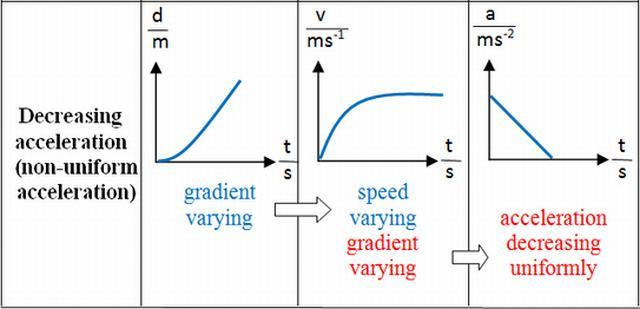 Decreasing
acceleration
(non-uniform
acceleration)
d
m
t
s
gradient
varying
v
ms-1
t
s
speed
varying
gradient
varying
a
ms-2
t
s
acceleration
decreasing
uniformly